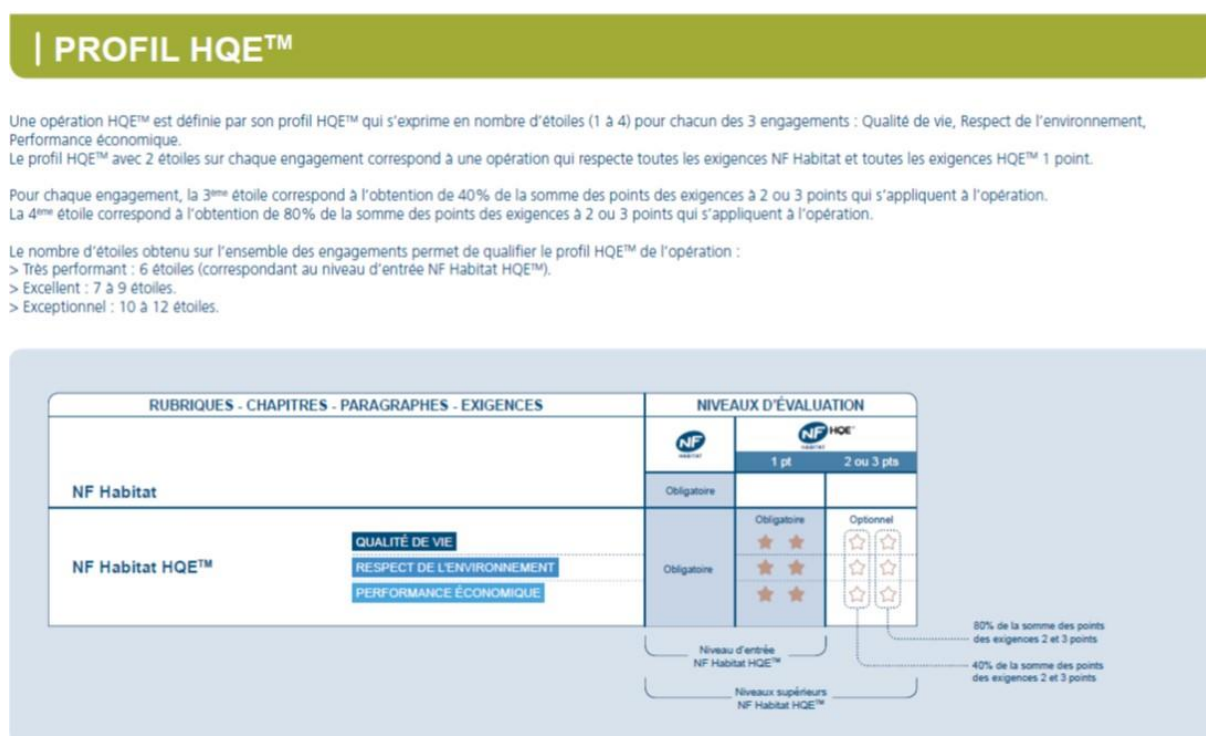 | PROFIL HQE™
Une opération HQE™ est définie par son profil HQE™ qui s'exprime en nombre d'étoiles (1 à 4) pour chacun des 3 engagements : Qualité de vie, Respect de l'environnement,
Performance économique.
Le profil HQE™ avec 2 étoiles sur chaque engagement correspond à une opération qui respecte toutes les exigences NF Habitat et toutes les exigences HQE™ 1 point.
Pour chaque engagement, la 3ème étoile correspond à l'obtention de 40% de la somme des points des exigences à 2 ou 3 points qui s'appliquent à l'opération.
La 4ème étoile correspond à l'obtention de 80% de la somme des points des exigences à 2 ou 3 points qui s'appliquent à l'opération.
Le nombre d'étoiles obtenu sur l'ensemble des engagements permet de qualifier le profil HQE™ de l'opération :
> Très performant : 6 étoiles (correspondant au niveau d'entrée NF Habitat HQE™).
> Excellent : 7 à 9 étoiles.
> Exceptionnel : 10 à 12 étoiles.
RUBRIQUES - CHAPITRES - PARAGRAPHES - EXIGENCES NIVEAUX D'ÉVALUATION
NF HABITAT NF HQE™ HABITAT
1 pt 2 ou 3 pts
NF Habitat Obligatoire
Obligatoire Optionnel
QUALITÉ DE VIE
NF Habitat HQE™ RESPECT DE L'ENVIRONNEMENT Obligatoire
PERFORMANCE ÉCONOMIQUE
80% de la somme des points
des exigences 2 et 3 points
Niveau d'entrée
NF Habitat HQE™
40% de la somme des points
des exigences 2 et 3 points
Niveaux supérieurs
NF Habitat HQE™